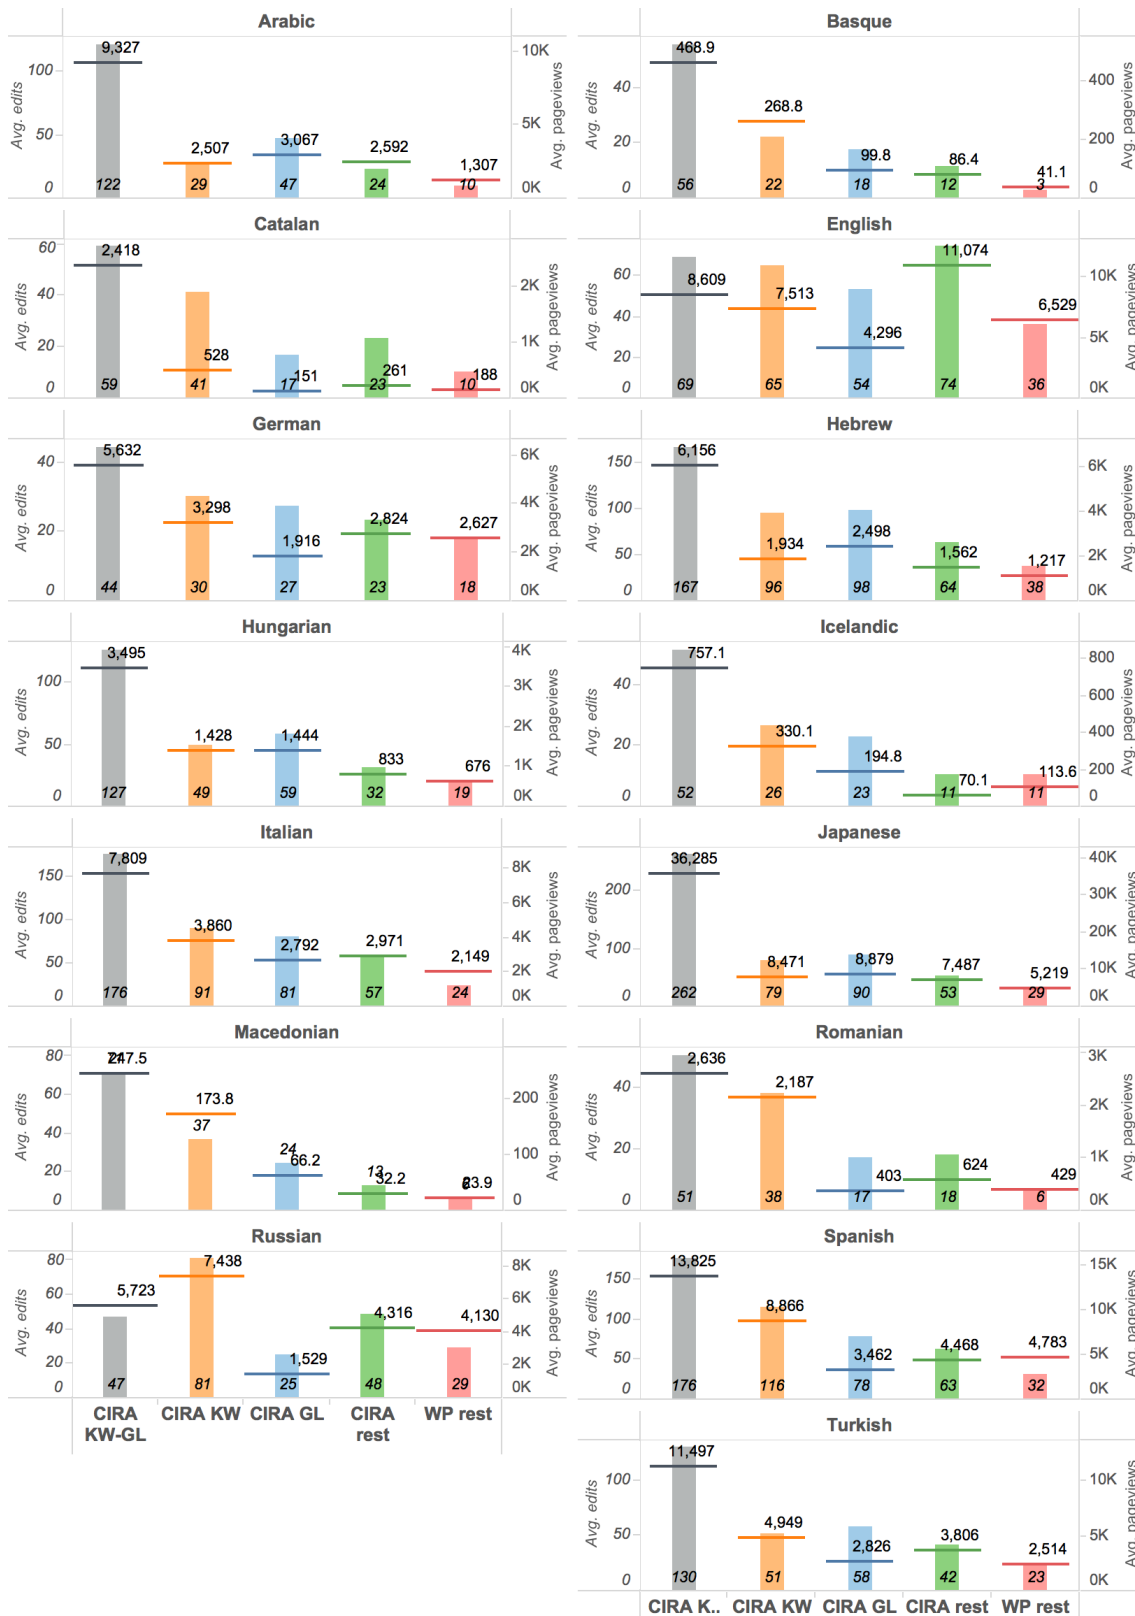 Arabic
Avg. edits
100
50
0
9,327
2,507
3,067
2,592
1,307
122
29
47
24
10
10K
5K
0K
Avg. pageviews
Basque
Avg. edits
40
20
0
468.9
268.8
99.8
86.4
41.1
56
22
18
12
3
400
200
0
Avg. pageviews
Catalan
Avg. edits
60
40
20
0
2,418
528
151
261
188
59
41
17
23
10
2K
1K
0K
Avg. pageviews
English
Avg. edits
60
40
20
0
8,609
7,513
4,296
11,074
6,529
69
65
54
74
36
10K
5K
0K
Avg. pageviews
German
Avg. edits
40
20
0
5,632
3,298
1,916
2,824
2,627
44
30
27
23
18
6K
4K
2K
0K
Avg. pageviews
Hebrew
Avg. edits
150
100
50
0
6,156
1,934
2,498
1,562
1,217
167
96
98
64
38
6K
4K
2K
0K
Avg. pageviews
Hungarian
Avg. edits
100
50
0
3,495
1,428
1,444
833
676
127
49
59
32
19
4K
3K
2K
1K
0K
Avg. pageviews
Icelandic
Avg. edits
40
20
0
757.1
330.1
194.8
70.1
113.6
52
26
23
11
11
800
600
400
200
0
Avg. pageviews
Italian
Avg. edits
150
100
50
0
7,809
3,860
2,792
2,971
2,149
176
91
81
57
24
8K
6K
4K
2K
0K
Avg. pageviews
Japanese
Avg. edits
200
100
0
36,285
8,471
8,879
7,487
5,219
262
79
90
53
29
40K
30K
20K
10K
0K
Avg. pageviews
Macedonian
Avg. edits
80
60
40
20
0
247.5
173.8
37
24
66.2
13
32.2
200
100
0
Avg. pageviews
Romanian
Avg. edits
40
20
0
2,636
2,187
403
624
429
51
38
17
18
6
3K
2K
1K
0K
Avg. pageviews
Russian
Avg. edits
80
60
40
20
0
5,723
7,438
1,529
4,316
4,130
47
81
25
48
29
8K
6K
4K
2K
0K
Avg. pageviews
CIRA KW-GL
CIRA KW
CIRA GL
CIRA rest
WP rest
Spanish
Avg. edits
150
100
50
0
13,825
8,866
3,462
4,468
4,783
176
116
78
63
32
15K
10K
5K
0K
Avg. pageviews
Turkish
Avg. edits
100
50
0
11,497
4,949
2,826
3,806
2,514
130
51
58
42
23
10K
5K
0K
Avg. pageviews
CIRA K..
CIRA KW
CIRA GL
CIRA rest
WP rest